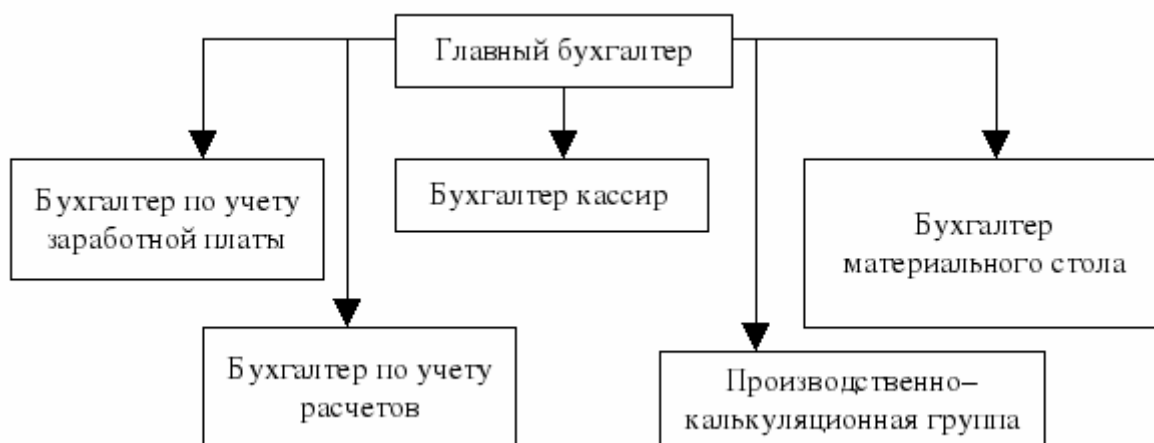 Главный бухгалтер
Бухгалтер по учету
заработной платы
Бухгалтер кассир
Бухгалтер
материального стола
Бухгалтер по учету
расчетов
Производственно–
калькуляционная группа